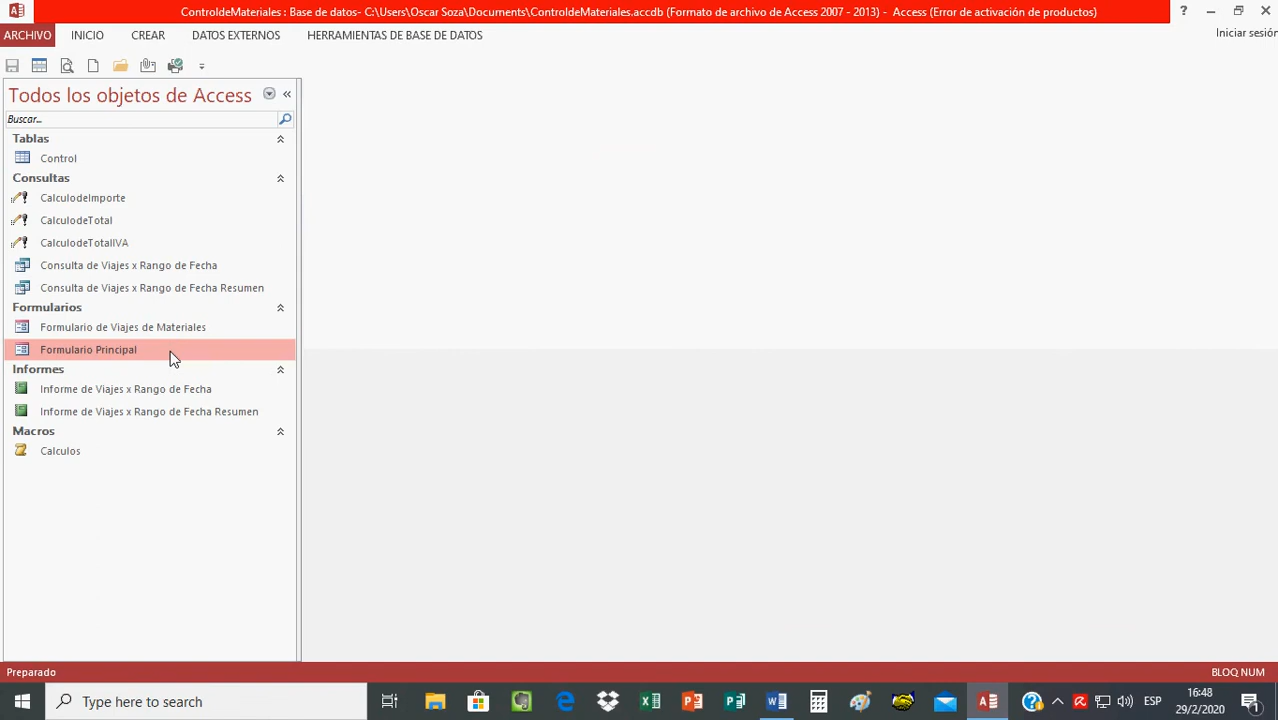 ControldeMateriales : Base de datos- C:\Users\Oscar Soza\Documents\ControldeMateriales.accdb (Formato de archivo de Access 2007 - 2013) - Access (Error de activación de productos)
ARCHIVO INICIO CREAR DATOS EXTERNOS HERRAMIENTAS DE BASE DE DATOS Iniciar sesión
Todos los objetos de Access
Buscar...
Tablas
Control
Consultas
CalculodeImporte
CalculodeTotal
CalculodeTotalIVA
Consulta de Viajes x Rango de Fecha
Consulta de Viajes x Rango de Fecha Resumen
Formularios
Formulario de Viajes de Materiales
Formulario Principal
Informes
Informe de Viajes x Rango de Fecha
Informe de Viajes x Rango de Fecha Resumen
Macros
Calculos
Preparado BLOQ NUM
Type here to search ESP 16:48
29/2/2020